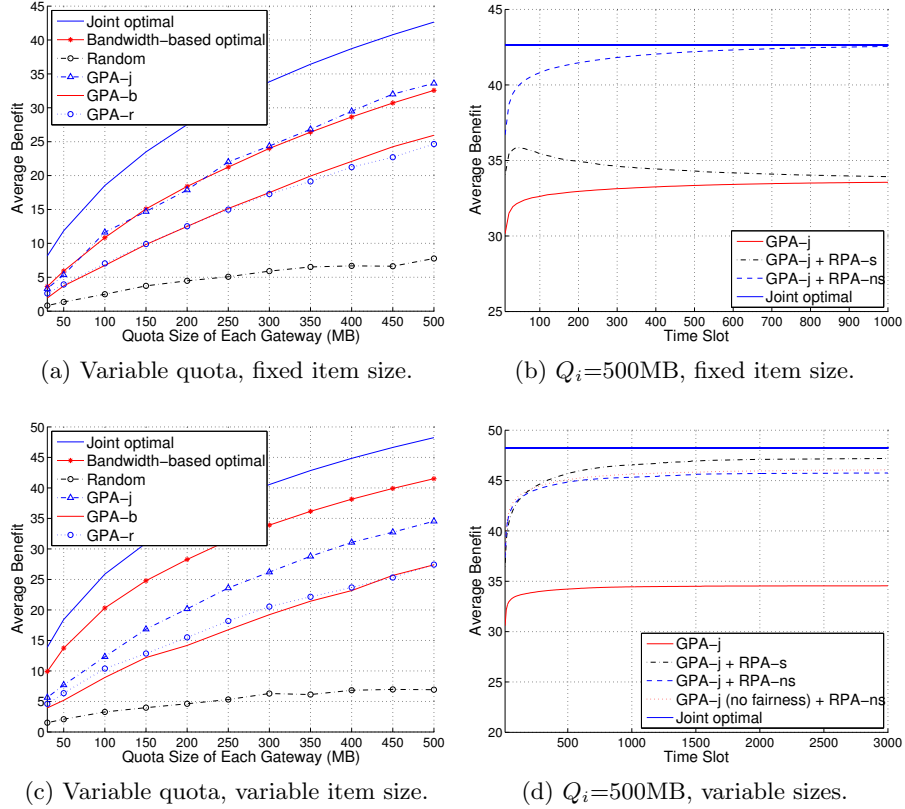 45
40
35
30
25
20
15
10
5
0
Average Benefit
Joint optimal
Bandwidth−based optimal
Random
GPA−j
GPA−b
GPA−r
50 100 150 200 250 300 350 400 450 500
Quota Size of Each Gateway (MB)
(a) Variable quota, fixed item size.
45
40
35
30
25
Average Benefit
GPA−j
GPA−j + RPA−s
GPA−j + RPA−ns
Joint optimal
100 200 300 400 500 600 700 800 900 1000
Time Slot
(b) Qi=500MB, fixed item size.
50
45
40
35
30
25
20
15
10
5
0
Average Benefit
Joint optimal
Bandwidth−based optimal
Random
GPA−j
GPA−b
GPA−r
50 100 150 200 250 300 350 400 450 500
Quota Size of Each Gateway (MB)
(c) Variable quota, variable item size.
50
45
40
35
30
25
20
Average Benefit
GPA−j
GPA−j + RPA−s
GPA−j + RPA−ns
GPA−j (no fairness) + RPA−ns
Joint optimal
500 1000 1500 2000 2500 3000
Time Slot
(d) Qi=500MB, variable sizes.